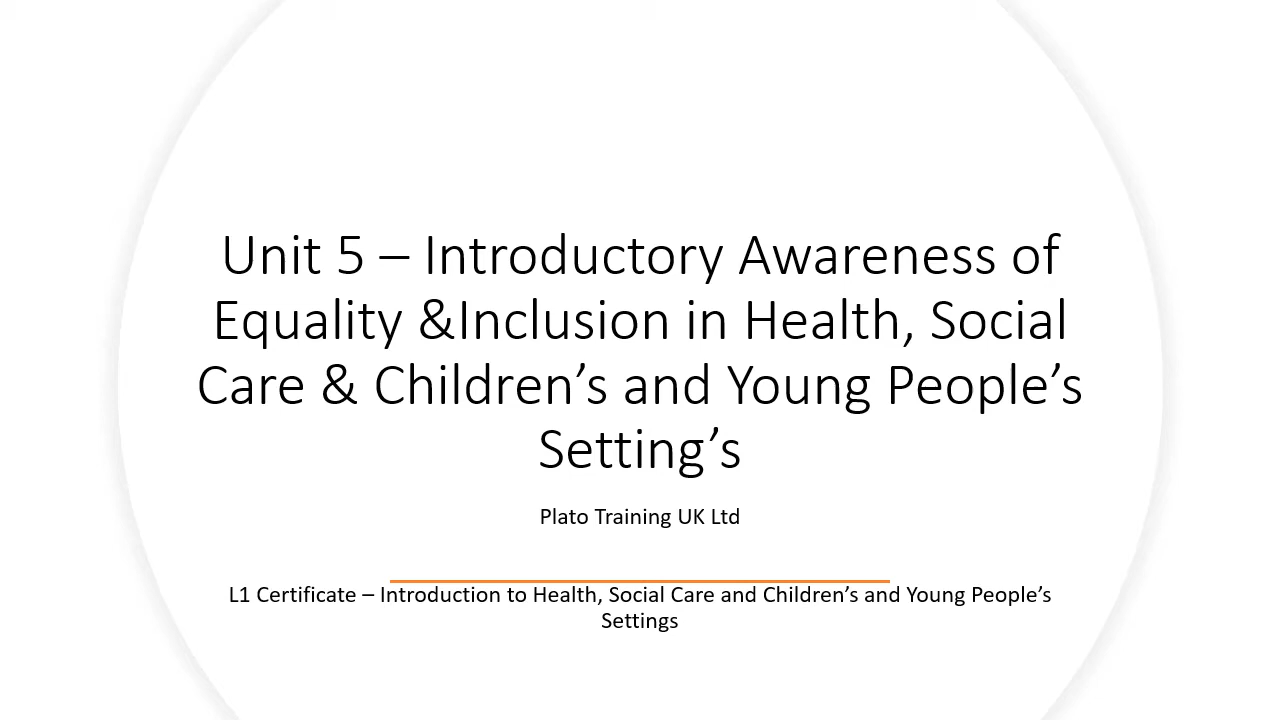 Unit 5 – Introductory Awareness of
Equality &Inclusion in Health, Social
Care & Children’s and Young People’s
Setting’s
Plato Training UK Ltd
L1 Certificate – Introduction to Health, Social Care and Children’s and Young People’s
Settings